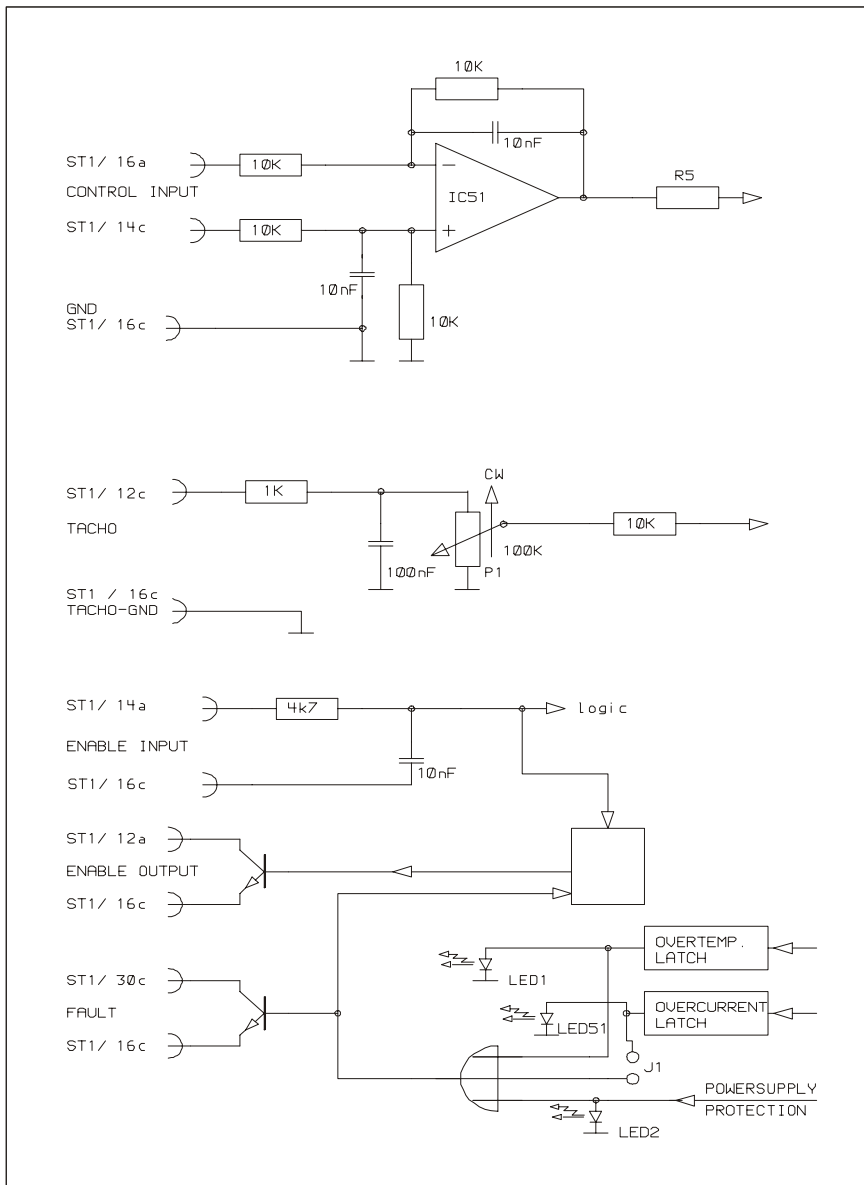 10K
10nF
ST1/ 16a
10K
CONTROL INPUT
IC51
R5
ST1/ 14c
10K
10nF
10K
GND
ST1/ 16c
ST1/ 12c
1K
CW
TACHO
10K
100K
100nF
P1
ST1 / 16c
TACHO-GND
ST1/ 14a
4k7
logic
ENABLE INPUT
10nF
ST1/ 16c
ST1/ 12a
ENABLE OUTPUT
ST1/ 16c
OVERTEMP.
LATCH
LED1
ST1/ 30c
OVERCURRENT
LATCH
FAULT
LED51
ST1/ 16c
J1
POWERSUPPLY
PROTECTION
LED2